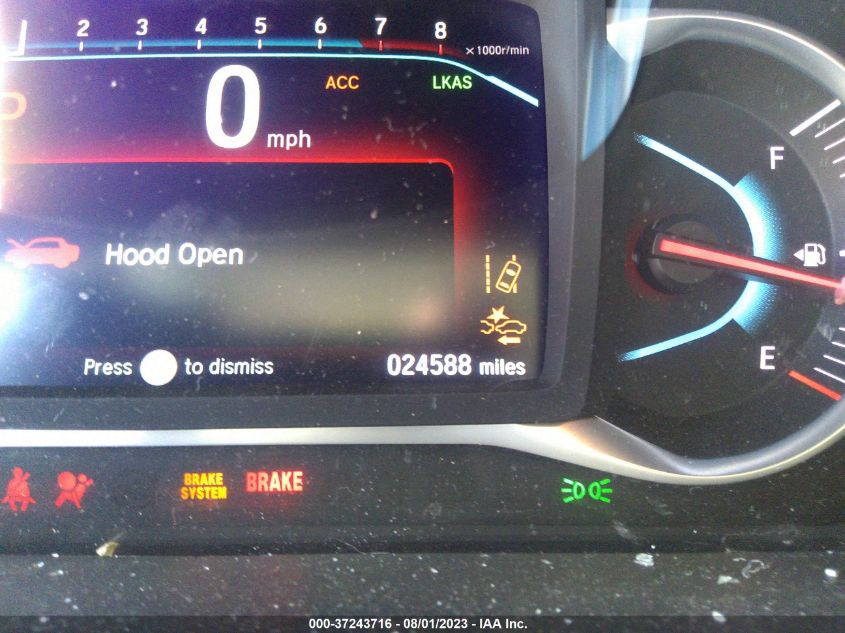 2 3 4 5 6 7 8
×1000r/min
ACC LKAS
0 mph
F
Hood Open
E
Press to dismiss 024588 miles
BRAKE
SYSTEM
BRAKE
000-37243716 - 08/01/2023 - IAA Inc.